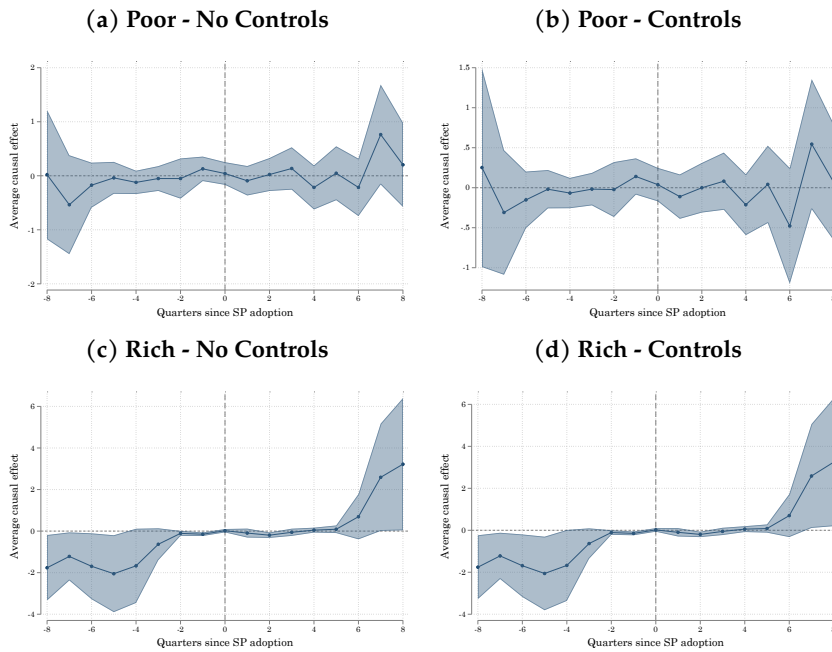 (a) Poor - No Controls
(b) Poor - Controls
2
1
0
-1
-2
Average causal effect
-8 -6 -4 -2 0 2 4 6 8
Quarters since SP adoption
1.5
1
.5
0
-.5
-1
Average causal effect
-8 -6 -4 -2 0 2 4 6 8
Quarters since SP adoption
(c) Rich - No Controls
(d) Rich - Controls
6
4
2
0
-2
-4
Average causal effect
-8 -6 -4 -2 0 2 4 6 8
Quarters since SP adoption
6
4
2
0
-2
-4
Average causal effect
-8 -6 -4 -2 0 2 4 6 8
Quarters since SP adoption